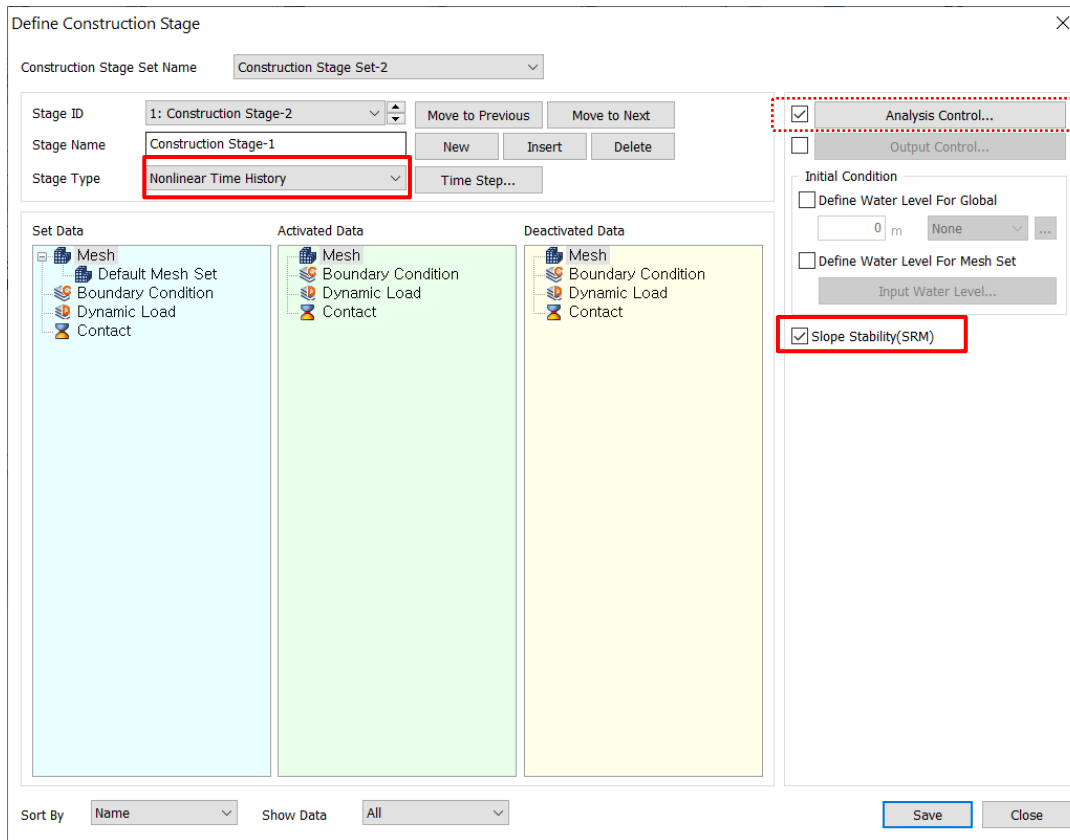 Define Construction Stage
Construction Stage Set Name Construction Stage Set-2
Stage ID 1: Construction Stage-2 Move to Previous Move to Next
Stage Name Construction Stage-1 New Insert Delete
Stage Type Nonlinear Time History Time Step...
Analysis Control...
Output Control...
Initial Condition
Define Water Level For Global
0 m None ...
Define Water Level For Mesh Set
Input Water Level...
Slope Stability(SRM)
Set Data
Mesh
Default Mesh Set
Boundary Condition
Dynamic Load
Contact
Activated Data
Mesh
Boundary Condition
Dynamic Load
Contact
Deactivated Data
Mesh
Boundary Condition
Dynamic Load
Contact
Sort By Name Show Data All Save Close